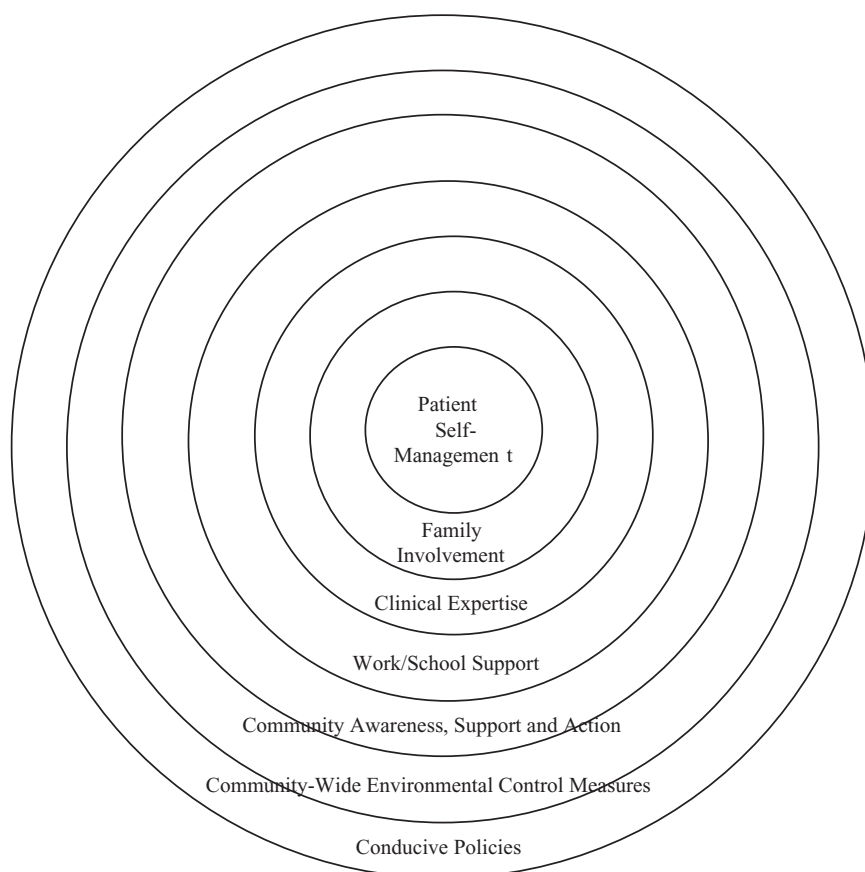 Patient
Self-
Managemen t
Family
Involvement
Clinical Expertise
Work/School Support
Community Awareness, Support and Action
Community-Wide Environmental Control Measures
Conducive Policies